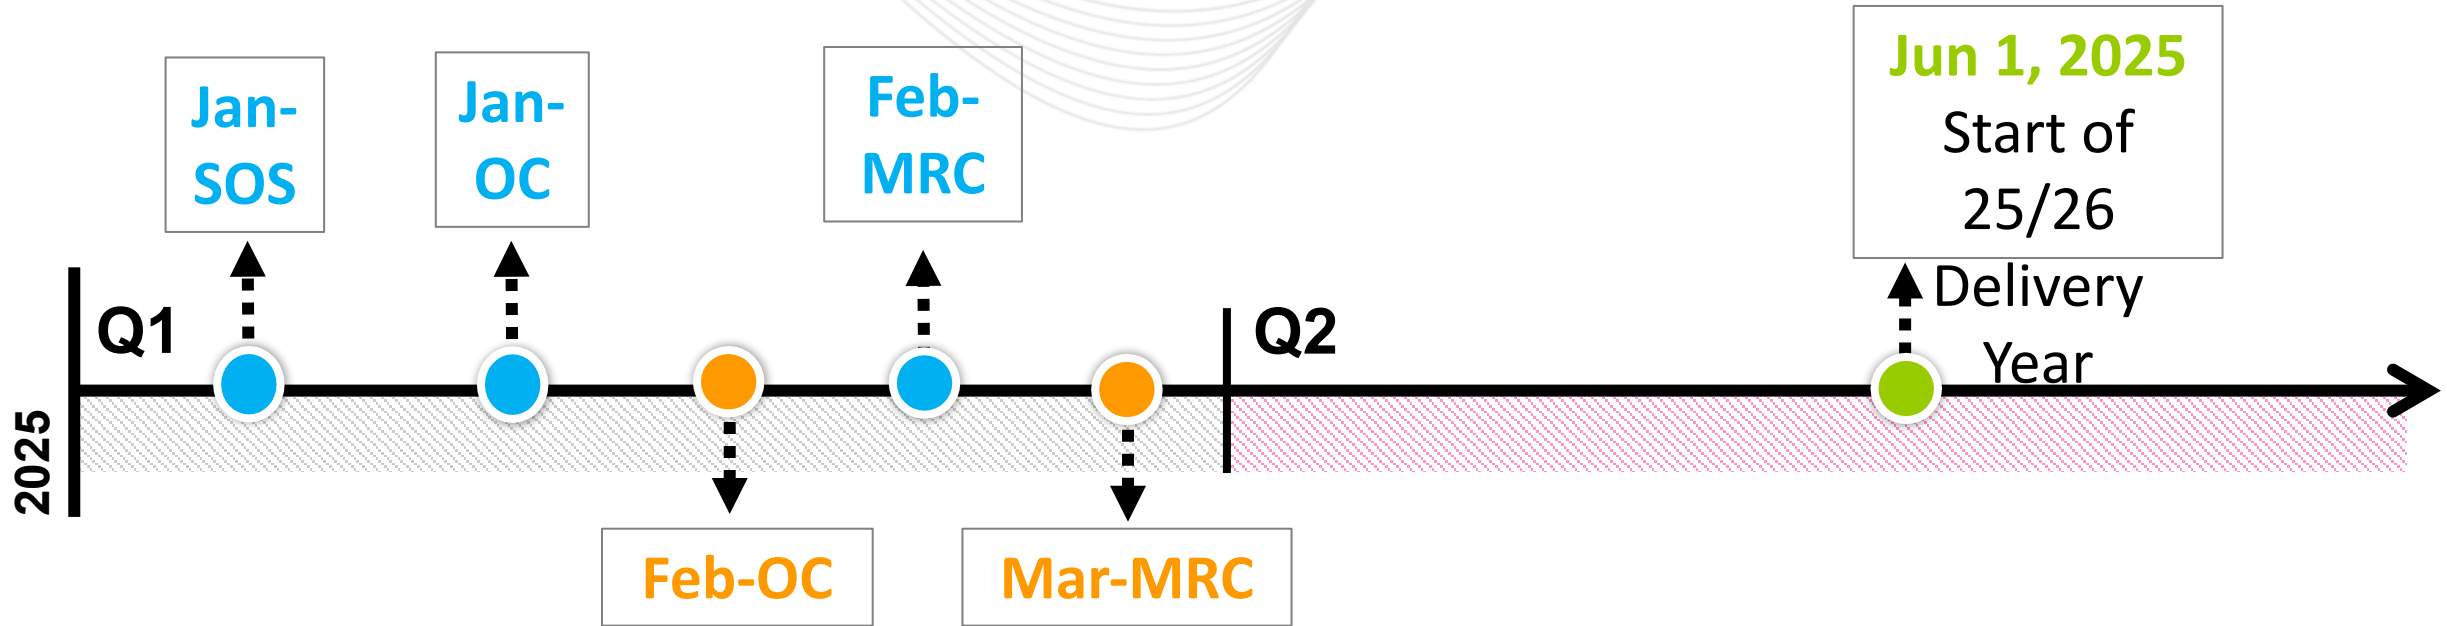 Jan-
SOS
Jan-
OC
Feb-
MRC
Jun 1, 2025
Start of
25/26
Delivery
Year
Q1
Q2
2025
Feb-OC
Mar-MRC